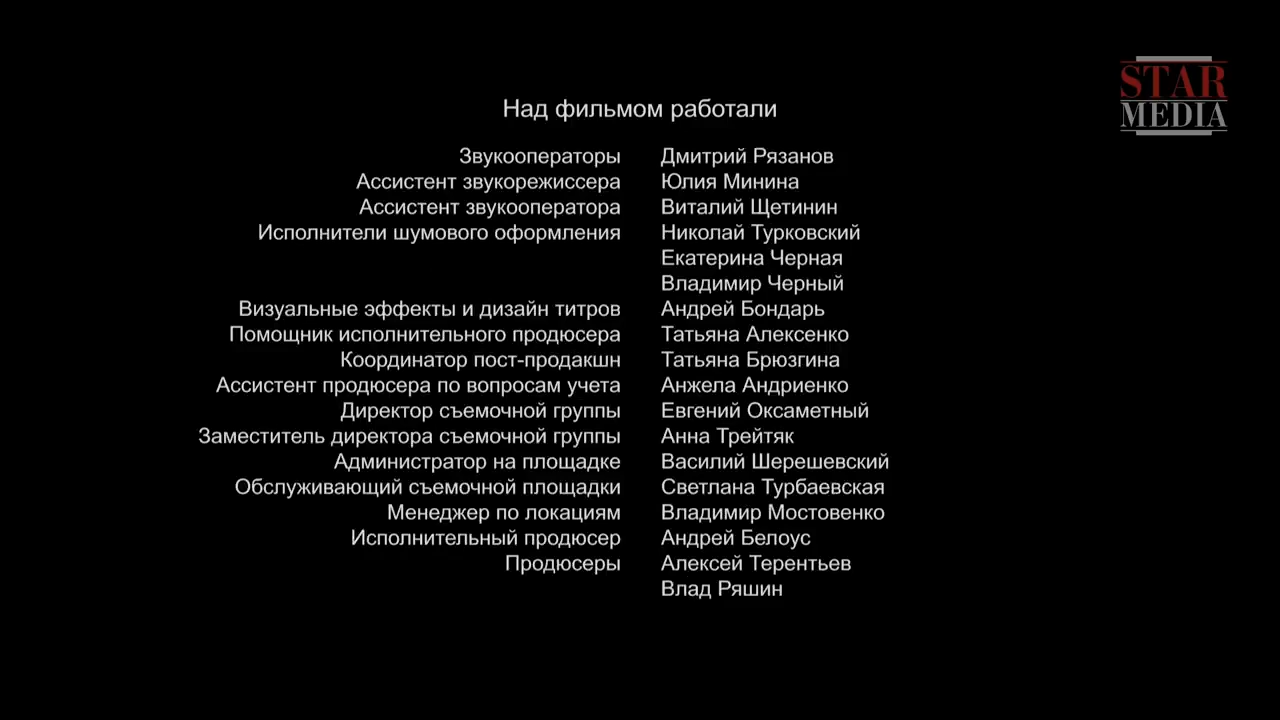 STAR
MEDIA
Над фильмом работали
Звукооператоры Дмитрий Рязанов
Ассистент звукорежиссера Юлия Минина
Ассистент звукооператора Виталий Щетинин
Исполнители шумового оформления Николай Турковский
Екатерина Черная
Владимир Черный
Визуальные эффекты и дизайн титров Андрей Бондарь
Помощник исполнительного продюсера Татьяна Алексенко
Координатор пост-продакшн Татьяна Брюзгина
Ассистент продюсера по вопросам учета Анжела Андриенко
Директор съемочной группы Евгений Оксаметный
Заместитель директора съемочной группы Анна Трейтяк
Администратор на площадке Василий Шерешевский
Обслуживающий съемочной площадки Светлана Турбаевская
Менеджер по локациям Владимир Мостовенко
Исполнительный продюсер Андрей Белоус
Продюсеры Алексей Терентьев
Влад Ряшин